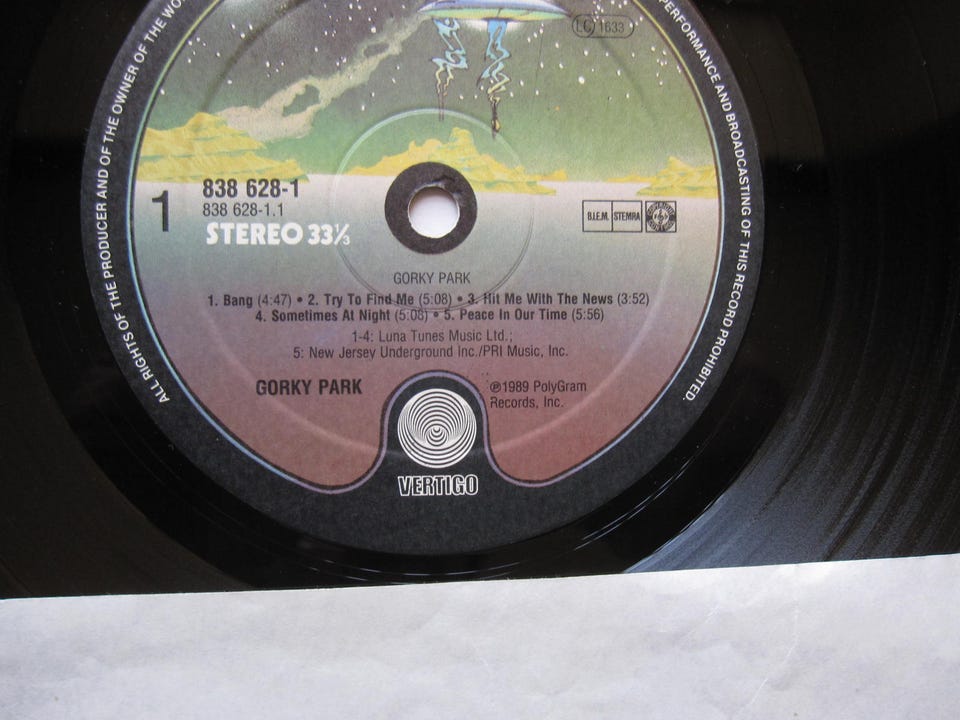 ALL RIGHTS OF THE PRODUCER AND OF THE OWNER OF THE
PERFORMANCE AND BROADCASTING OF THIS RECORD PROHIBITED.
LC 1633
1
838 628-1
838 628-1.1
STEREO 33⅓
B.I.E.M. STEMRA
GORKY PARK
1. Bang (4:47) • 2. Try To Find Me (5:08) • 3. Hit Me With The News (3:52)
4. Sometimes At Night (5:08) • 5. Peace In Our Time (5:56)
1-4: Luna Tunes Music Ltd.;
5: New Jersey Underground Inc./PRI Music, Inc.
GORKY PARK
℗1989 PolyGram
Records, Inc.
VERTIGO